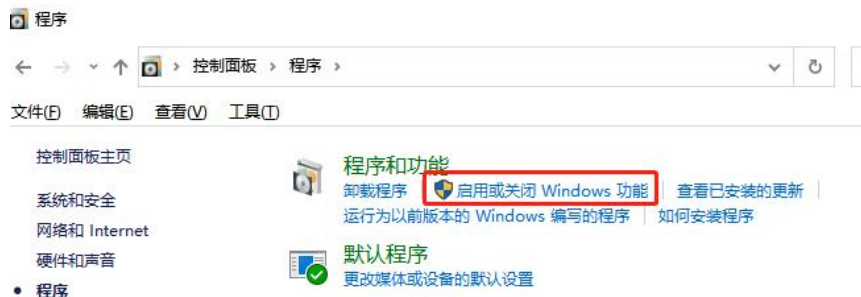 程序
控制面板 › 程序 ›
文件(F) 编辑(E) 查看(V) 工具(T)
控制面板主页
系统和安全
网络和 Internet
硬件和声音
程序
程序和功能
卸载程序 启用或关闭 Windows 功能 查看已安装的更新
运行为以前版本的 Windows 编写的程序 如何安装程序
默认程序
更改媒体或设备的默认设置